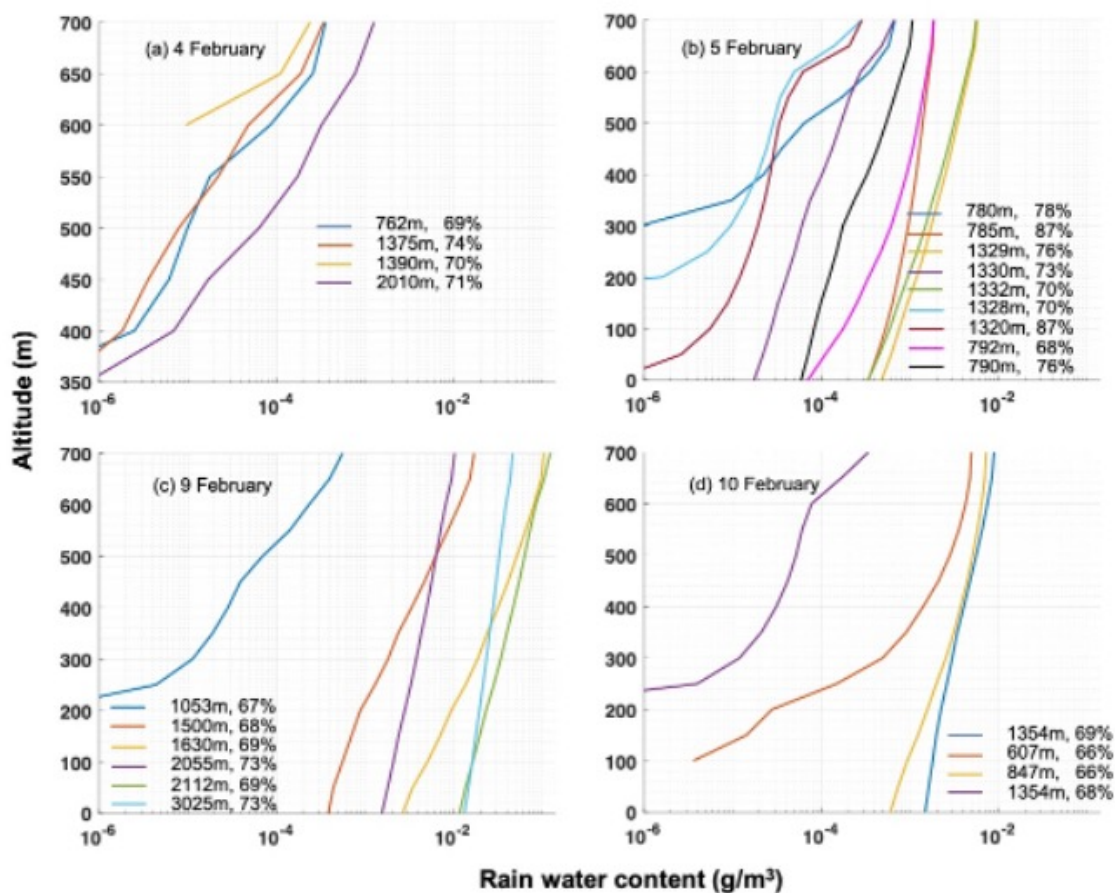 Altitude (m)
700
650
600
550
500
450
400
350
10⁻⁶
10⁻⁴
10⁻²
(a) 4 February
762m, 69%
1375m, 74%
1390m, 70%
2010m, 71%
700
600
500
400
300
200
100
0
10⁻⁶
10⁻⁴
10⁻²
(b) 5 February
780m, 78%
785m, 87%
1329m, 76%
1330m, 73%
1332m, 70%
1328m, 70%
1320m, 87%
792m, 68%
790m, 76%
700
600
500
400
300
200
100
0
10⁻⁶
10⁻⁴
10⁻²
(c) 9 February
1053m, 67%
1500m, 68%
1630m, 69%
2055m, 73%
2112m, 69%
3025m, 73%
700
600
500
400
300
200
100
0
10⁻⁶
10⁻⁴
10⁻²
(d) 10 February
1354m, 69%
607m, 66%
847m, 66%
1354m, 68%
Rain water content (g/m³)